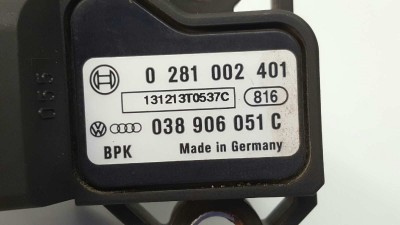 0 281 002 401
131213T0537C 816
038 906 051 C
BPK Made in Germany